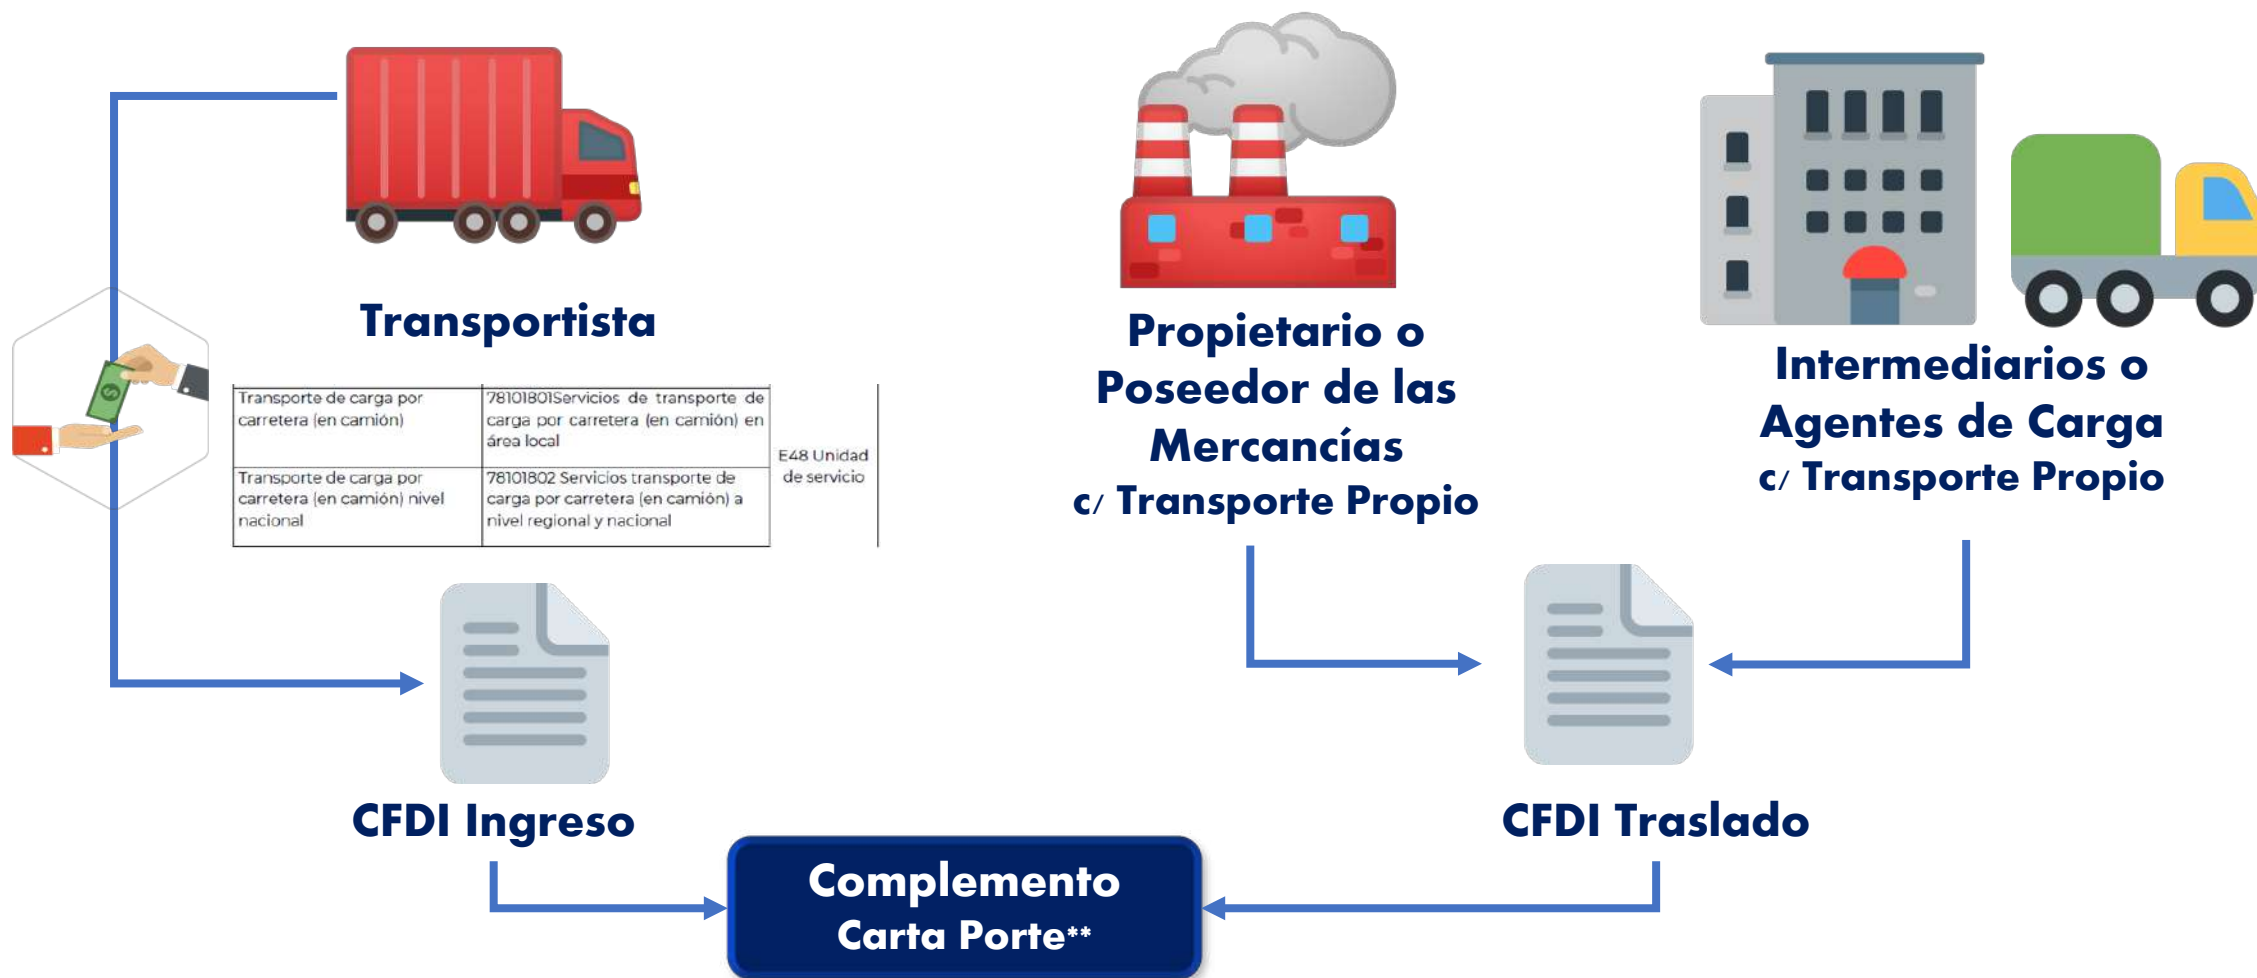 Transportista
Transporte de carga por
carretera (en camión)
78101801Servicios de transporte de
carga por carretera (en camión) en
área local
Transporte de carga por
carretera (en camión) nivel
nacional
78101802 Servicios transporte de
carga por carretera (en camión) a
nivel regional y nacional
E48 Unidad
de servicio
CFDI Ingreso
Propietario o
Poseedor de las
Mercancías
c/ Transporte Propio
Intermediarios o
Agentes de Carga
c/ Transporte Propio
CFDI Traslado
Complemento
Carta Porte**